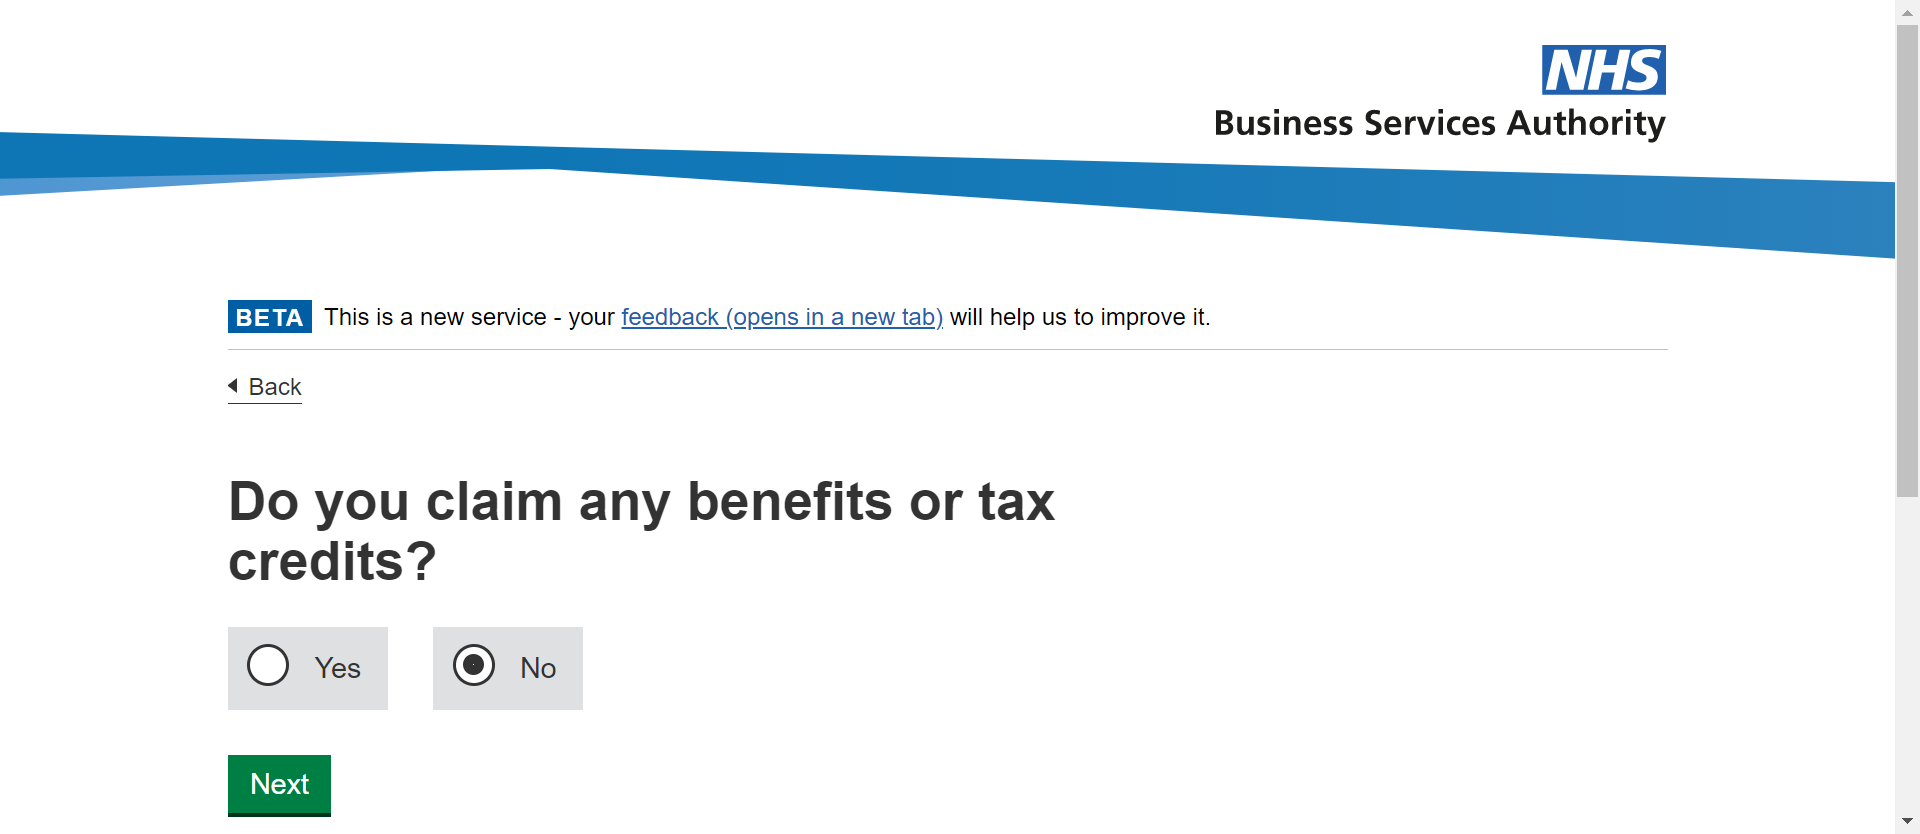 NHS
Business Services Authority
BETA This is a new service - your feedback (opens in a new tab) will help us to improve it.
Back
Do you claim any benefits or tax
credits?
Yes No
Next